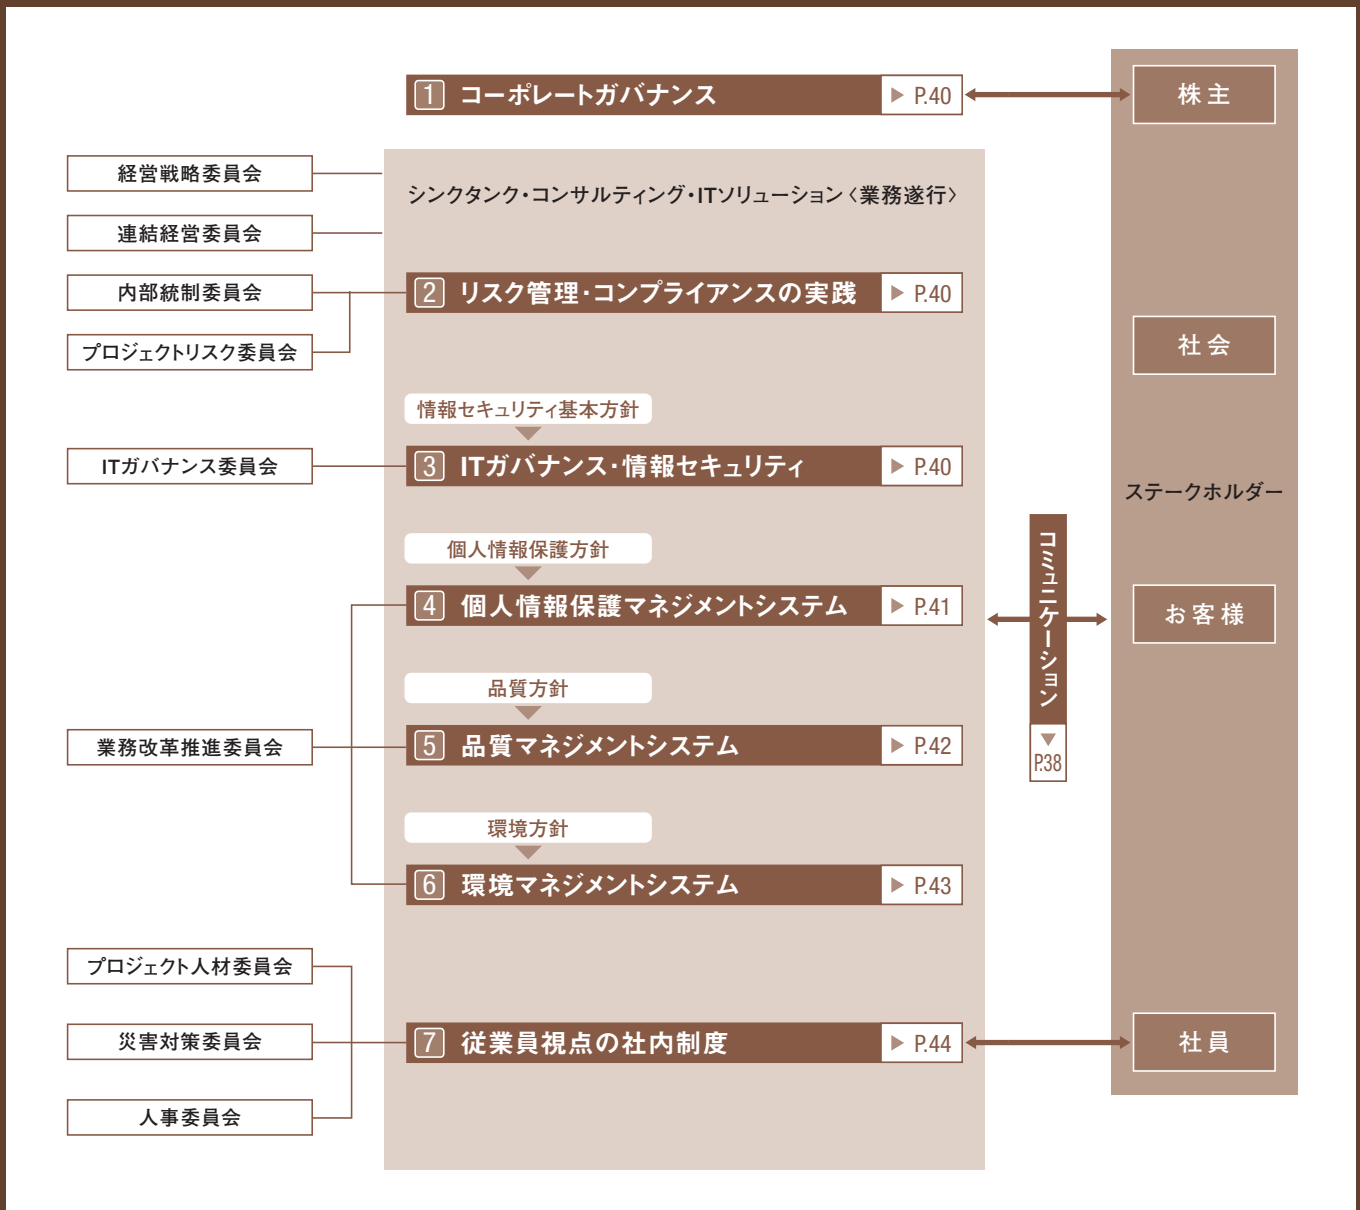 1 コーポレートガバナンス ▶ P.40
株主
経営戦略委員会
シンクタンク・コンサルティング・ITソリューション〈業務遂行〉
連結経営委員会
内部統制委員会
2 リスク管理・コンプライアンスの実践 ▶ P.40
プロジェクトリスク委員会
社会
情報セキュリティ基本方針
ITガバナンス委員会
3 ITガバナンス・情報セキュリティ ▶ P.40
ステークホルダー
個人情報保護方針
4 個人情報保護マネジメントシステム ▶ P.41
コミュニケーション
▼
P.38
お客様
品質方針
業務改革推進委員会
5 品質マネジメントシステム ▶ P.42
環境方針
6 環境マネジメントシステム ▶ P.43
プロジェクト人材委員会
災害対策委員会
7 従業員視点の社内制度 ▶ P.44
社員
人事委員会